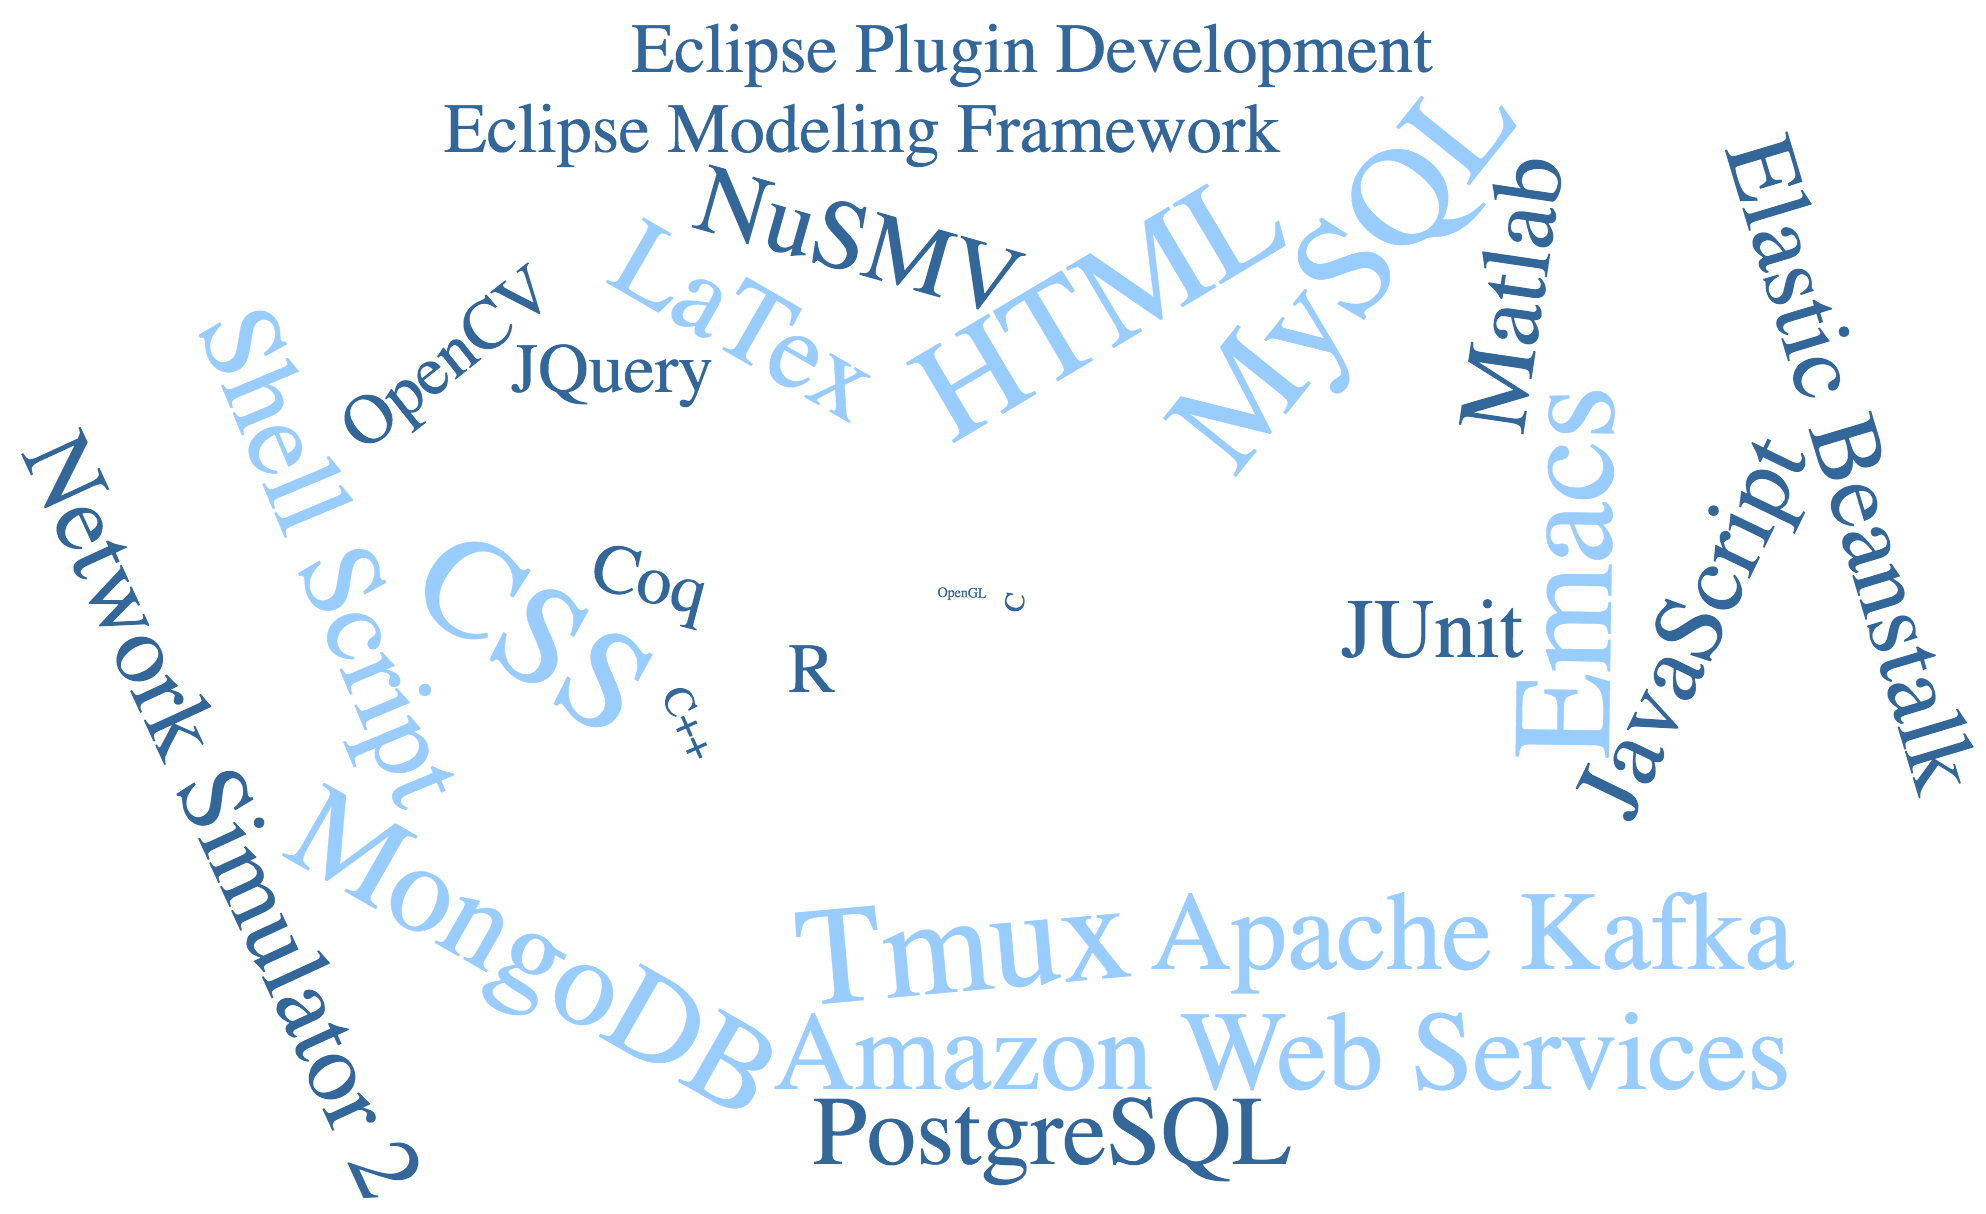 Eclipse Plugin Development
Eclipse Modeling Framework
NuSMV
LaTex
HTML
MySQL
Matlab
Elastic Beanstalk
OpenCV
JQuery
Shell Script
Network Simulator 2
CSS
Coq
OpenGL
C
R
C++
JUnit
Emacs
JavaScript
MongoDB
Tmux
Apache Kafka
Amazon Web Services
PostgreSQL